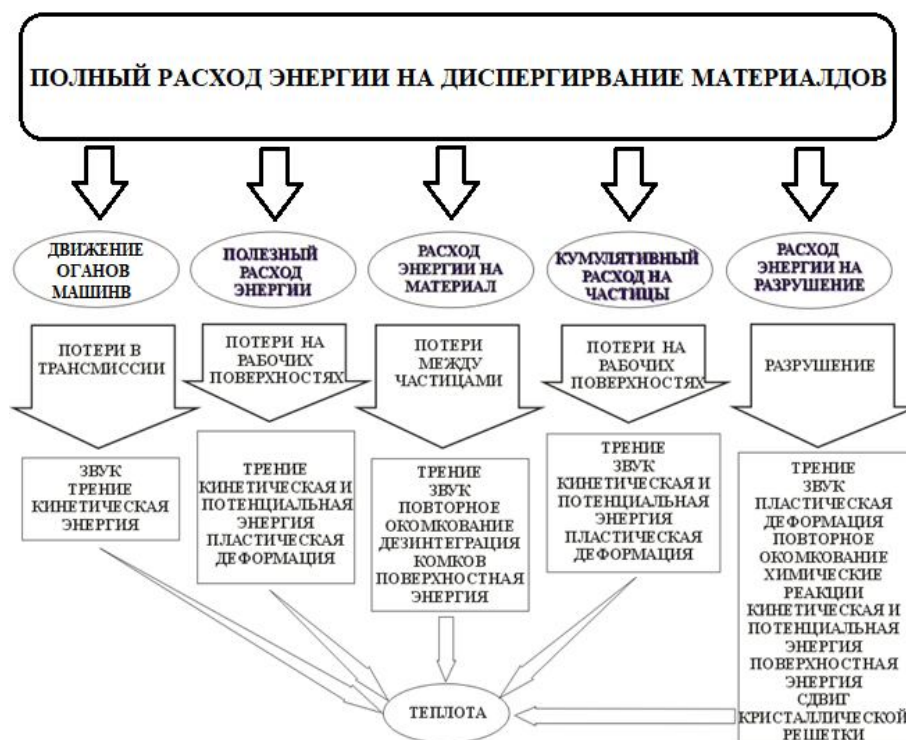 ПОЛНЫЙ РАСХОД ЭНЕРГИИ НА ДИСПЕРГИРВАНИЕ МАТЕРИАЛДОВ
ДВИЖЕНИЕ
ОГАНОВ
МАШИНВ
ПОЛЕЗНЫЙ
РАСХОД
ЭНЕРГИИ
РАСХОД
ЭНЕРГИИ НА
МАТЕРИАЛ
КУМУЛЯТИВНЫЙ
РАСХОД НА
ЧАСТИЦЫ
РАСХОД
ЭНЕРГИИ НА
РАЗРУШЕНИЕ
ПОТЕРИ В
ТРАНСМИССИИ
ПОТЕРИ НА
РАБОЧИХ
ПОВЕРХНОСТЯХ
ПОТЕРИ
МЕЖДУ
ЧАСТИЦАМИ
ПОТЕРИ НА
РАБОЧИХ
ПОВЕРХНОСТЯХ
РАЗРУШЕНИЕ
ЗВУК
ТРЕНИЕ
КИНЕТИЧЕСКАЯ
ЭНЕРГИЯ
ТРЕНИЕ
КИНЕТИЧЕСКАЯ И
ПОТЕНЦИАЛЬНАЯ
ЭНЕРГИЯ
ПЛАСТИЧЕСКАЯ
ДЕФОРМАЦИЯ
ТРЕНИЕ
ЗВУК
ПОВТОРНОЕ
ОКОМКОВАНИЕ
ДЕЗИНТЕГРАЦИЯ
КОМКОВ
ПОВЕРХНОСТНАЯ
ЭНЕРГИЯ
ТРЕНИЕ
ЗВУК
КИНЕТИЧЕСКАЯ И
ПОТЕНЦИАЛЬНАЯ
ЭНЕРГИЯ
ПЛАСТИЧЕСКАЯ
ДЕФОРМАЦИЯ
ТРЕНИЕ
ЗВУК
ПЛАСТИЧЕСКАЯ
ДЕФОРМАЦИЯ
ПОВТОРНОЕ
ОКОМКОВАНИЕ
ХИМИЧЕСКИЕ
РЕАКЦИИ
КИНЕТИЧЕСКАЯ И
ПОТЕНЦИАЛЬНАЯ
ЭНЕРГИЯ
ПОВЕРХНОСТНАЯ
ЭНЕРГИЯ
СДВИГ
КРИСТАЛЛИЧЕСКОЙ
РЕШЕТКИ
ТЕПЛОТА